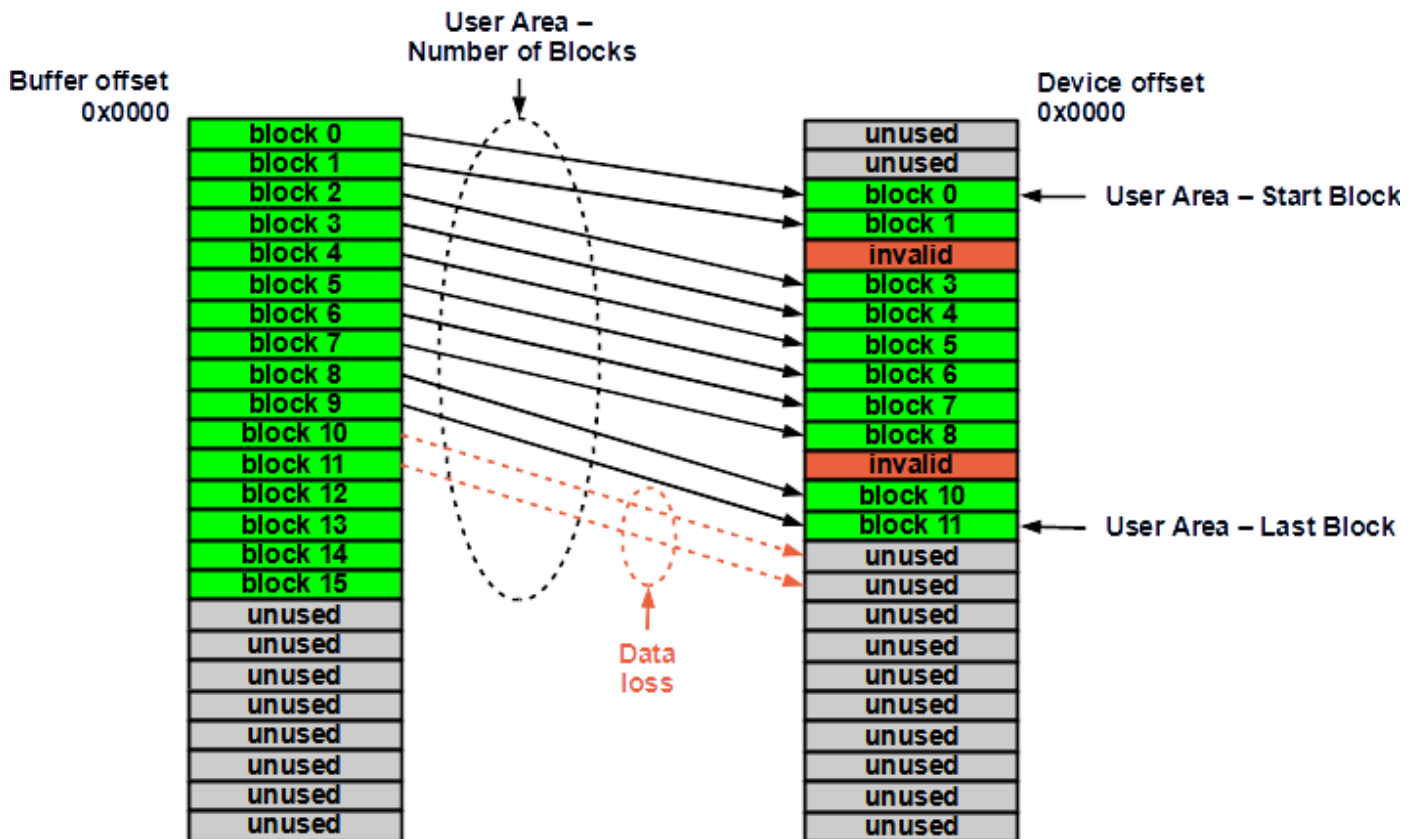 User Area –
Number of Blocks
Buffer offset
0x0000
Device offset
0x0000
block 0
block 1
block 2
block 3
block 4
block 5
block 6
block 7
block 8
block 9
block 10
block 11
block 12
block 13
block 14
block 15
unused
unused
unused
unused
unused
unused
unused
unused
Data
loss
unused
unused
block 0
block 1
invalid
block 3
block 4
block 5
block 6
block 7
block 8
invalid
block 10
block 11
unused
unused
unused
unused
unused
unused
unused
unused
unused
unused
User Area – Start Block
User Area – Last Block